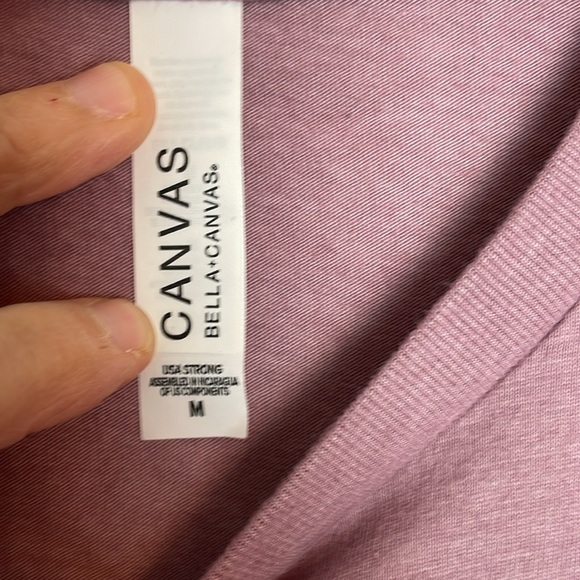 CANVAS
BELLA+CANVAS®
USA STRONG
ASSEMBLED IN NICARAGUA
OF US COMPONENTS
M